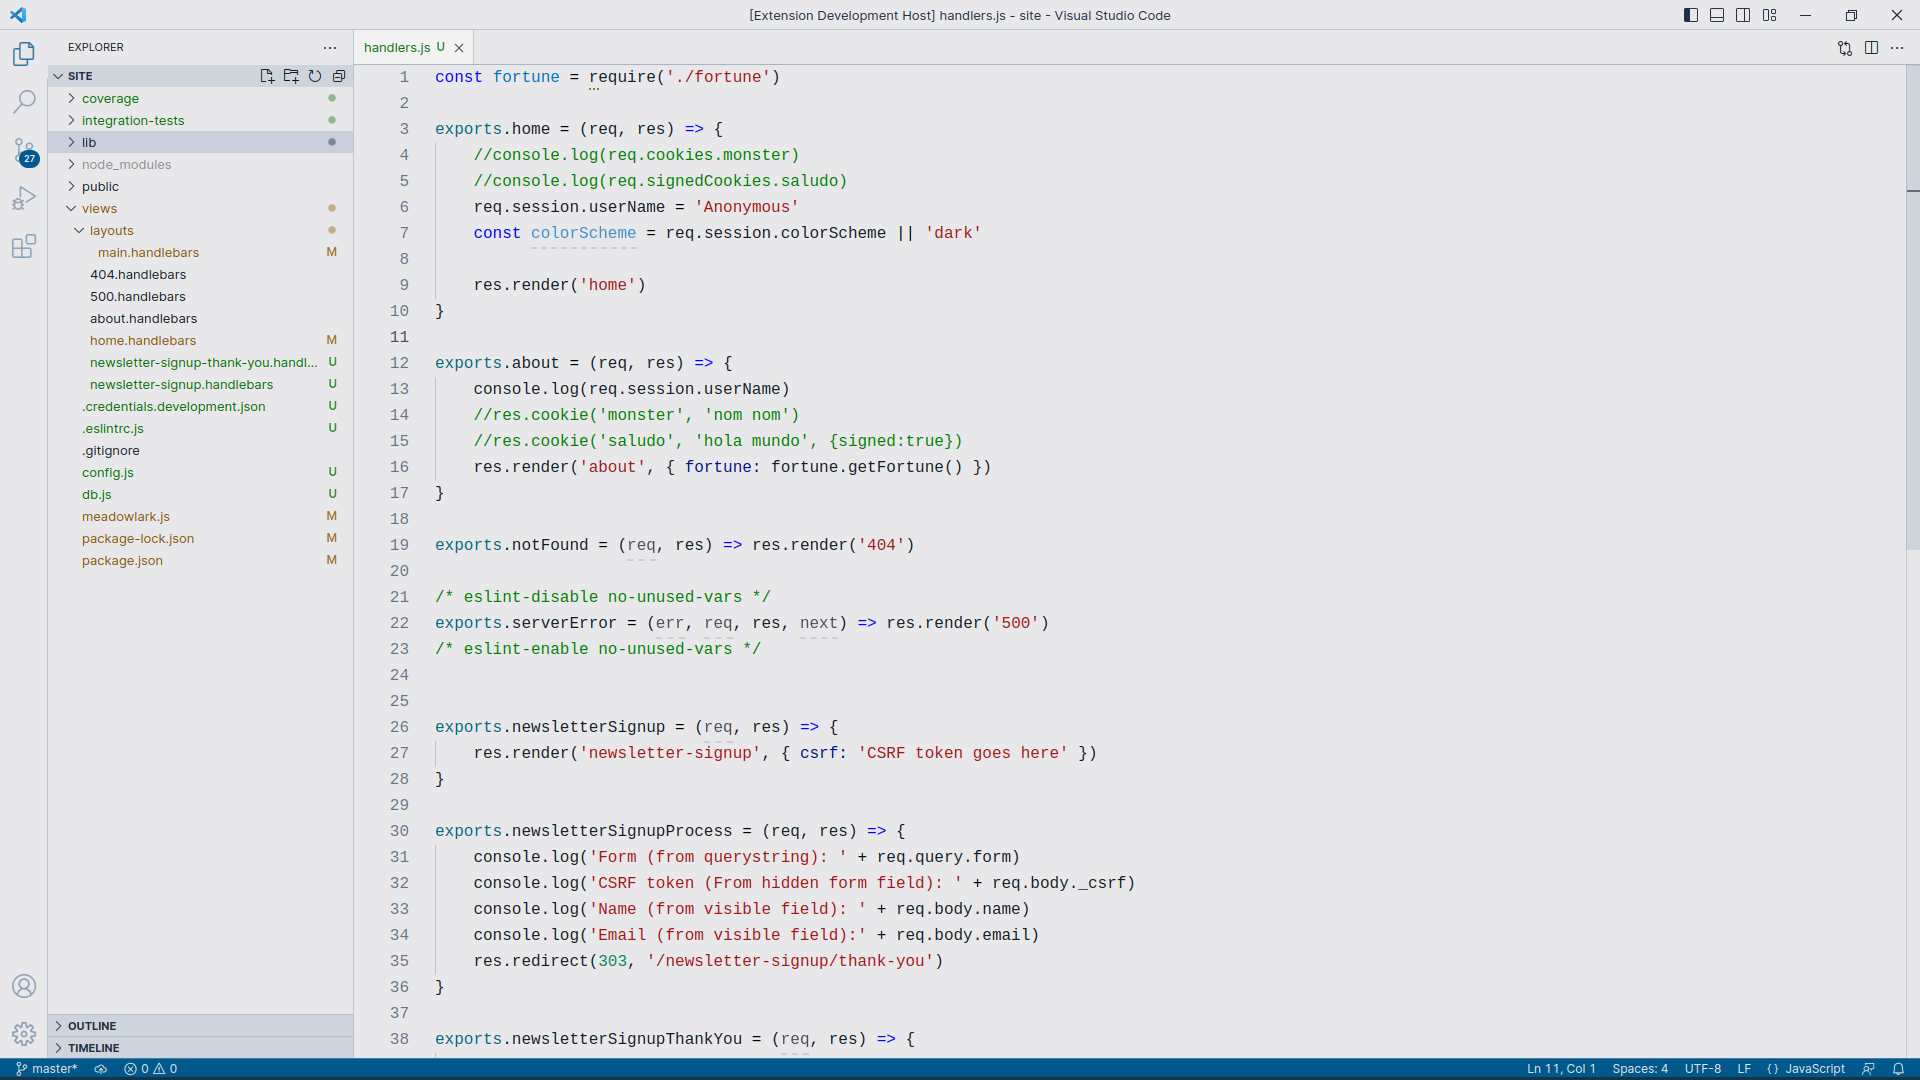 [Extension Development Host] handlers.js - site - Visual Studio Code
EXPLORER
SITE
coverage
integration-tests
lib
node_modules
public
views
layouts
main.handlebars M
404.handlebars
500.handlebars
about.handlebars
home.handlebars M
newsletter-signup-thank-you.handl... U
newsletter-signup.handlebars U
.credentials.development.json U
.eslintrc.js U
.gitignore
config.js U
db.js U
meadowlark.js M
package-lock.json M
package.json M
OUTLINE
TIMELINE
27
handlers.js U
1 const fortune = require('./fortune')
2
3 exports.home = (req, res) => {
4 //console.log(req.cookies.monster)
5 //console.log(req.signedCookies.saludo)
6 req.session.userName = 'Anonymous'
7 const colorScheme = req.session.colorScheme || 'dark'
8
9 res.render('home')
10 }
11
12 exports.about = (req, res) => {
13 console.log(req.session.userName)
14 //res.cookie('monster', 'nom nom')
15 //res.cookie('saludo', 'hola mundo', {signed:true})
16 res.render('about', { fortune: fortune.getFortune() })
17 }
18
19 exports.notFound = (req, res) => res.render('404')
20
21 /* eslint-disable no-unused-vars */
22 exports.serverError = (err, req, res, next) => res.render('500')
23 /* eslint-enable no-unused-vars */
24
25
26 exports.newsletterSignup = (req, res) => {
27 res.render('newsletter-signup', { csrf: 'CSRF token goes here' })
28 }
29
30 exports.newsletterSignupProcess = (req, res) => {
31 console.log('Form (from querystring): ' + req.query.form)
32 console.log('CSRF token (From hidden form field): ' + req.body._csrf)
33 console.log('Name (from visible field): ' + req.body.name)
34 console.log('Email (from visible field):' + req.body.email)
35 res.redirect(303, '/newsletter-signup/thank-you')
36 }
37
38 exports.newsletterSignupThankYou = (req, res) => {
master* 0 0 Ln 11, Col 1 Spaces: 4 UTF-8 LF {} JavaScript